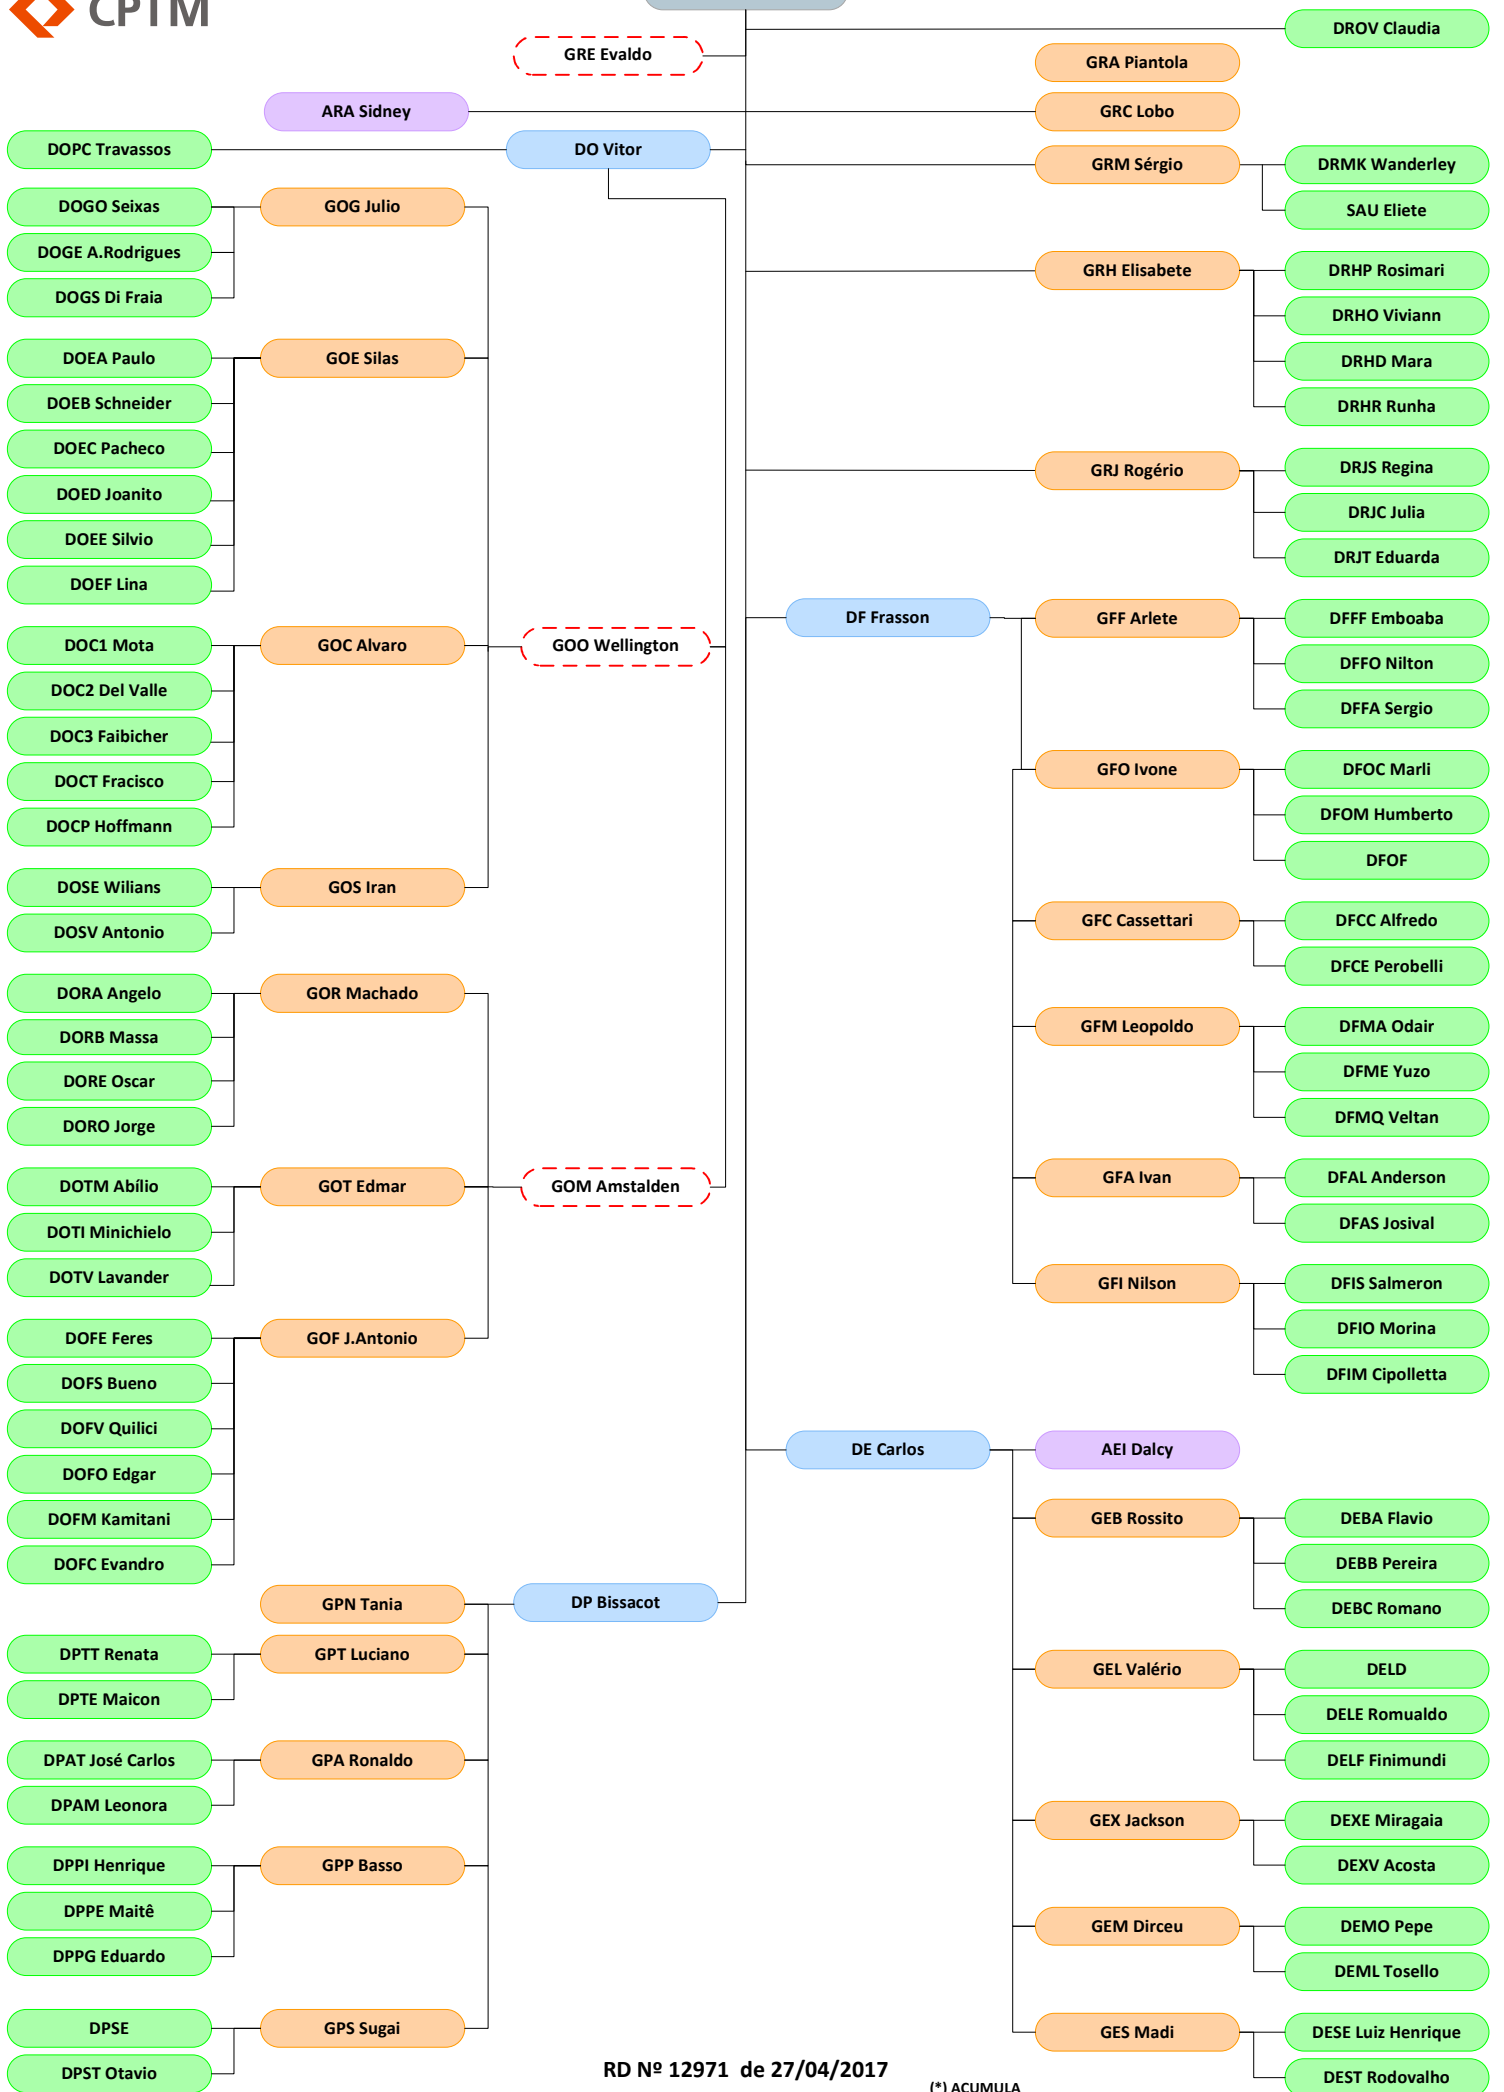 CPTM
DROV Claudia
GRE Evaldo
GRA Piantola
ARA Sidney
GRC Lobo
DOPC Travassos
DO Vitor
GRM Sérgio
DRMK Wanderley
SAU Eliete
DOGO Seixas
GOG Julio
DOGE A.Rodrigues
DOGS Di Fraia
GRH Elisabete
DRHP Rosimari
DRHO Viviann
DRHD Mara
DRHR Runha
DOEA Paulo
GOE Silas
DOEB Schneider
DOEC Pacheco
DOED Joanito
DOEE Silvio
DOEF Lina
GRJ Rogério
DRJS Regina
DRJC Julia
DRJT Eduarda
DOC1 Mota
GOC Alvaro
GOO Wellington
DOC2 Del Valle
DOC3 Faibicher
DOCT Fracisco
DOCP Hoffmann
DF Frasson
GFF Arlete
DFFF Emboaba
DFFO Nilton
DFFA Sergio
GFO Ivone
DFOC Marli
DFOM Humberto
DFOF
DOSE Wilians
GOS Iran
DOSV Antonio
GFC Cassettari
DFCC Alfredo
DFCE Perobelli
DORA Angelo
GOR Machado
DORB Massa
DORE Oscar
DORO Jorge
GFM Leopoldo
DFMA Odair
DFME Yuzo
DFMQ Veltan
DOTM Abílio
GOT Edmar
GOM Amstalden
DOTI Minichielo
DOTV Lavander
GFA Ivan
DFAL Anderson
DFAS Josival
GFI Nilson
DFIS Salmeron
DFIO Morina
DFIM Cipolletta
DOFE Feres
GOF J.Antonio
DOFS Bueno
DOFV Quilici
DOFO Edgar
DOFM Kamitani
DOFC Evandro
DE Carlos
AEI Dalcy
GEB Rossito
DEBA Flavio
DEBB Pereira
DEBC Romano
GPN Tania
DP Bissacot
DPTT Renata
GPT Luciano
DPTE Maicon
GEL Valério
DELD
DELE Romualdo
DELF Finimundi
DPAT José Carlos
GPA Ronaldo
DPAM Leonora
GEX Jackson
DEXE Miragaia
DEXV Acosta
DPPI Henrique
GPP Basso
DPPE Maitê
DPPG Eduardo
GEM Dirceu
DEMO Pepe
DEML Tosello
DPSE
GPS Sugai
DPST Otavio
GES Madi
DESE Luiz Henrique
DEST Rodovalho
RD Nº 12971 de 27/04/2017
(*) ACUMULA